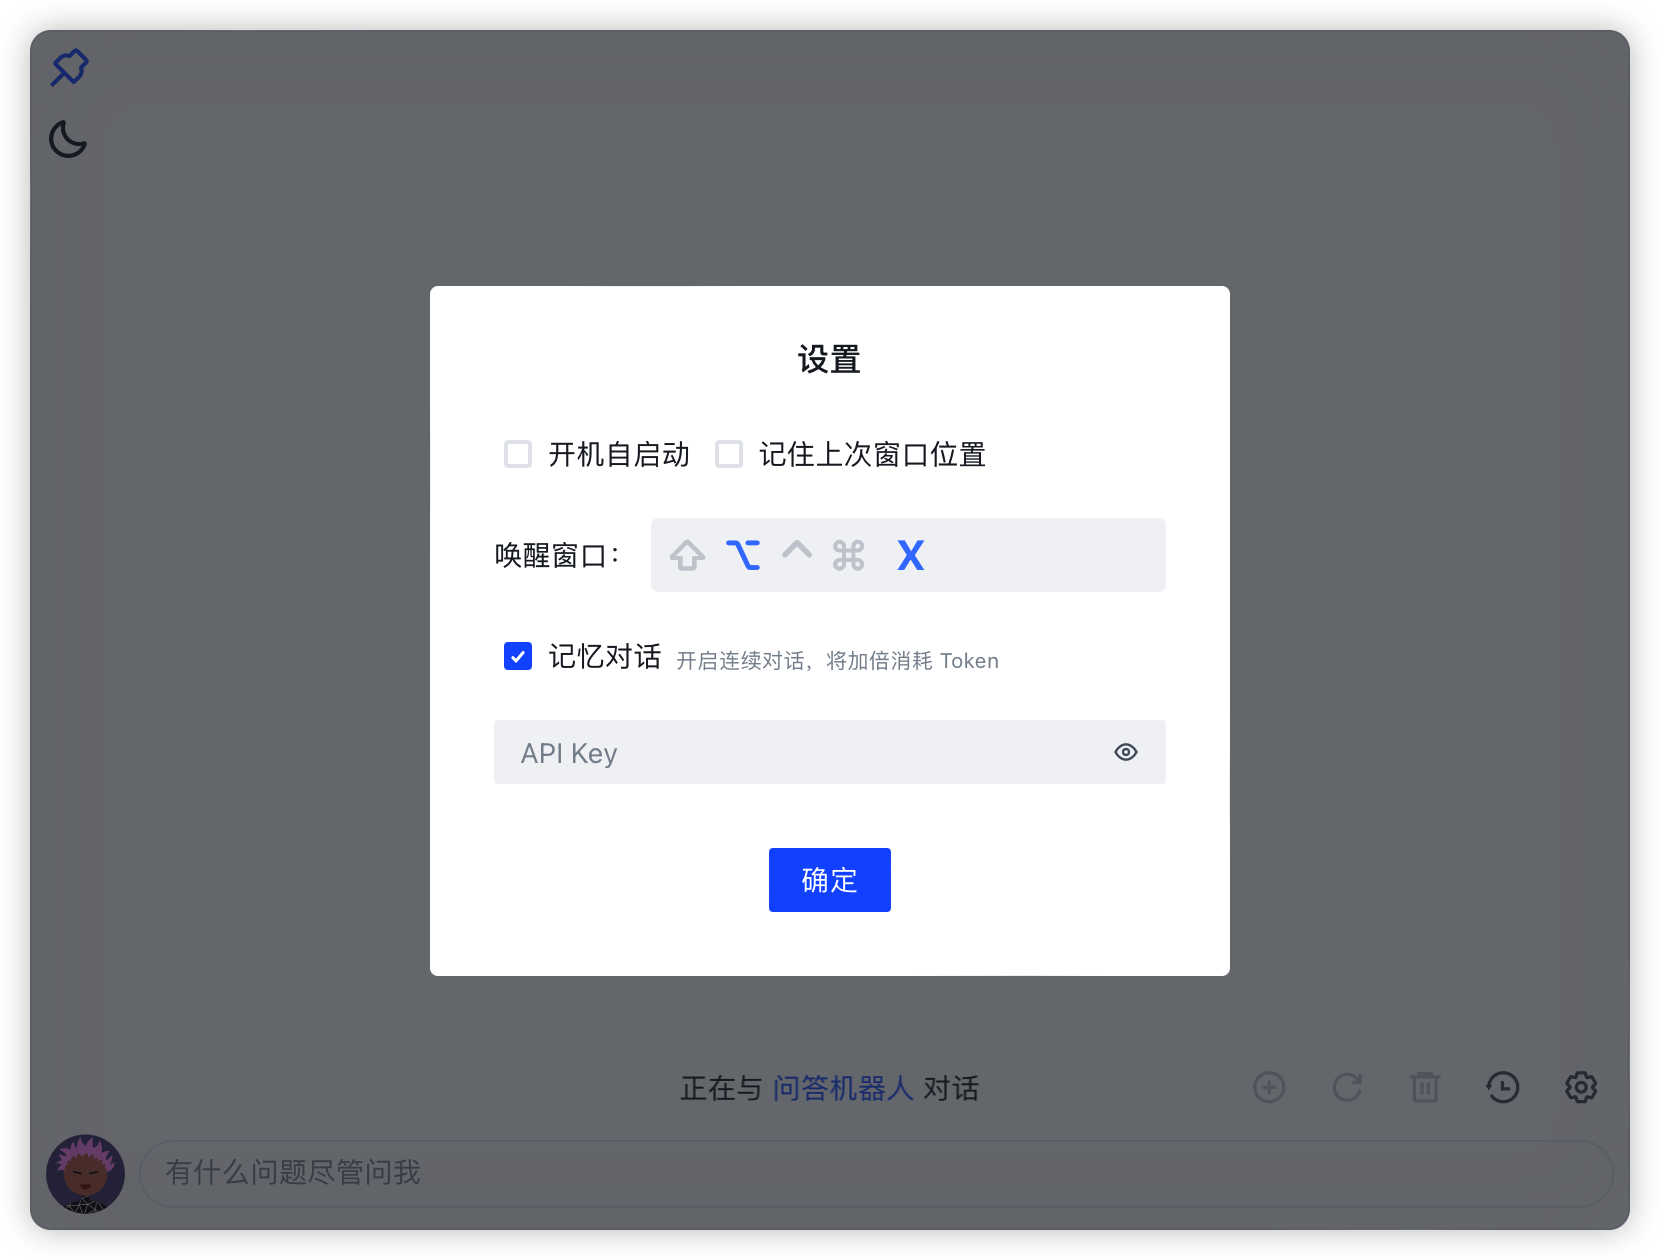 设置
开机自启动 记住上次窗口位置
唤醒窗口： ⇧ ⌥ ^ ⌘ X
记忆对话 开启连续对话，将加倍消耗 Token
API Key
确定
正在与 问答机器人 对话
有什么问题尽管问我